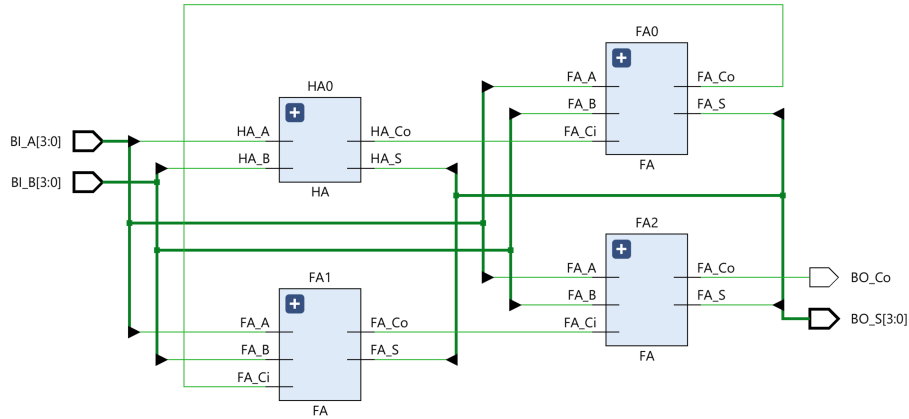 FA0
HA0
HA_A
HA_B
HA_Co
HA_S
HA
FA_A
FA_B
FA_Ci
FA_Co
FA_S
FA
BI_A[3:0]
BI_B[3:0]
FA1
FA_A
FA_B
FA_Ci
FA_Co
FA_S
FA
FA2
FA_A
FA_B
FA_Ci
FA_Co
FA_S
FA
BO_Co
BO_S[3:0]